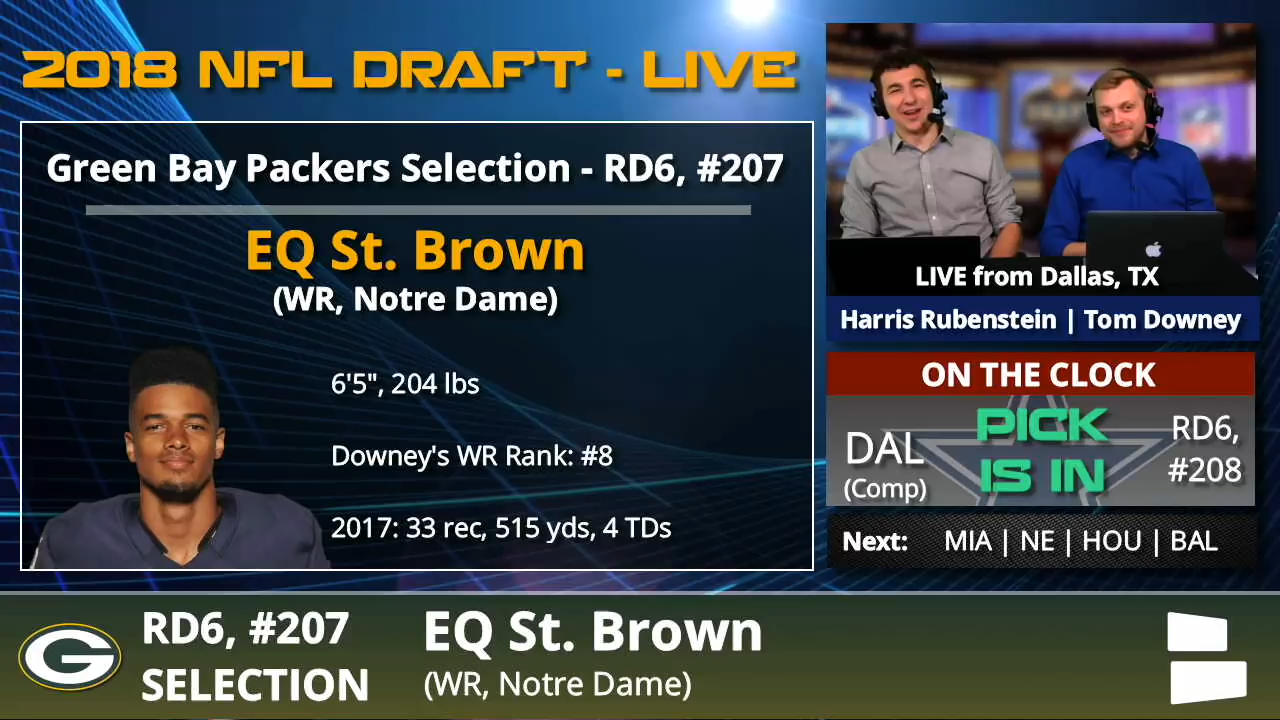 2018 NFL DRAFT - LIVE
Green Bay Packers Selection - RD6, #207
EQ St. Brown
(WR, Notre Dame)
6'5", 204 lbs
Downey's WR Rank: #8
2017: 33 rec, 515 yds, 4 TDs
LIVE from Dallas, TX
Harris Rubenstein | Tom Downey
ON THE CLOCK
DAL
(Comp)
PICK
IS IN
RD6,
#208
Next: MIA | NE | HOU | BAL
G
RD6, #207
SELECTION
EQ St. Brown
(WR, Notre Dame)